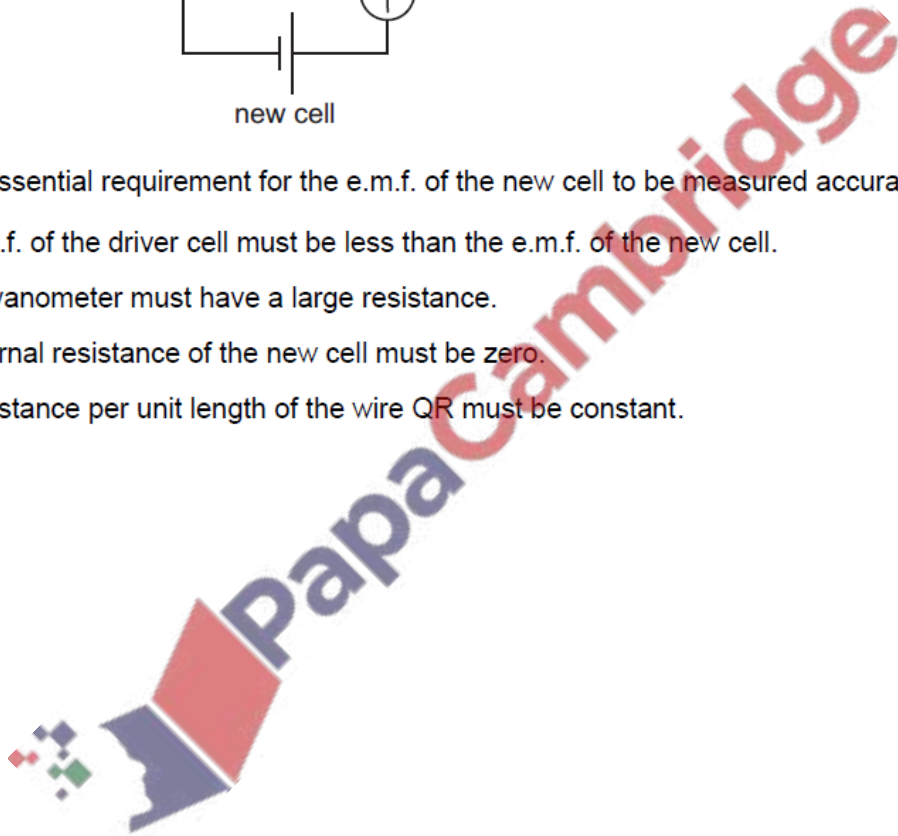 new cell
ssential requirement for the e.m.f. of the new cell to be measured accura
.f. of the driver cell must be less than the e.m.f. of the new cell.
vanometer must have a large resistance.
rnal resistance of the new cell must be zero.
stance per unit length of the wire QR must be constant.
PapaCambridge